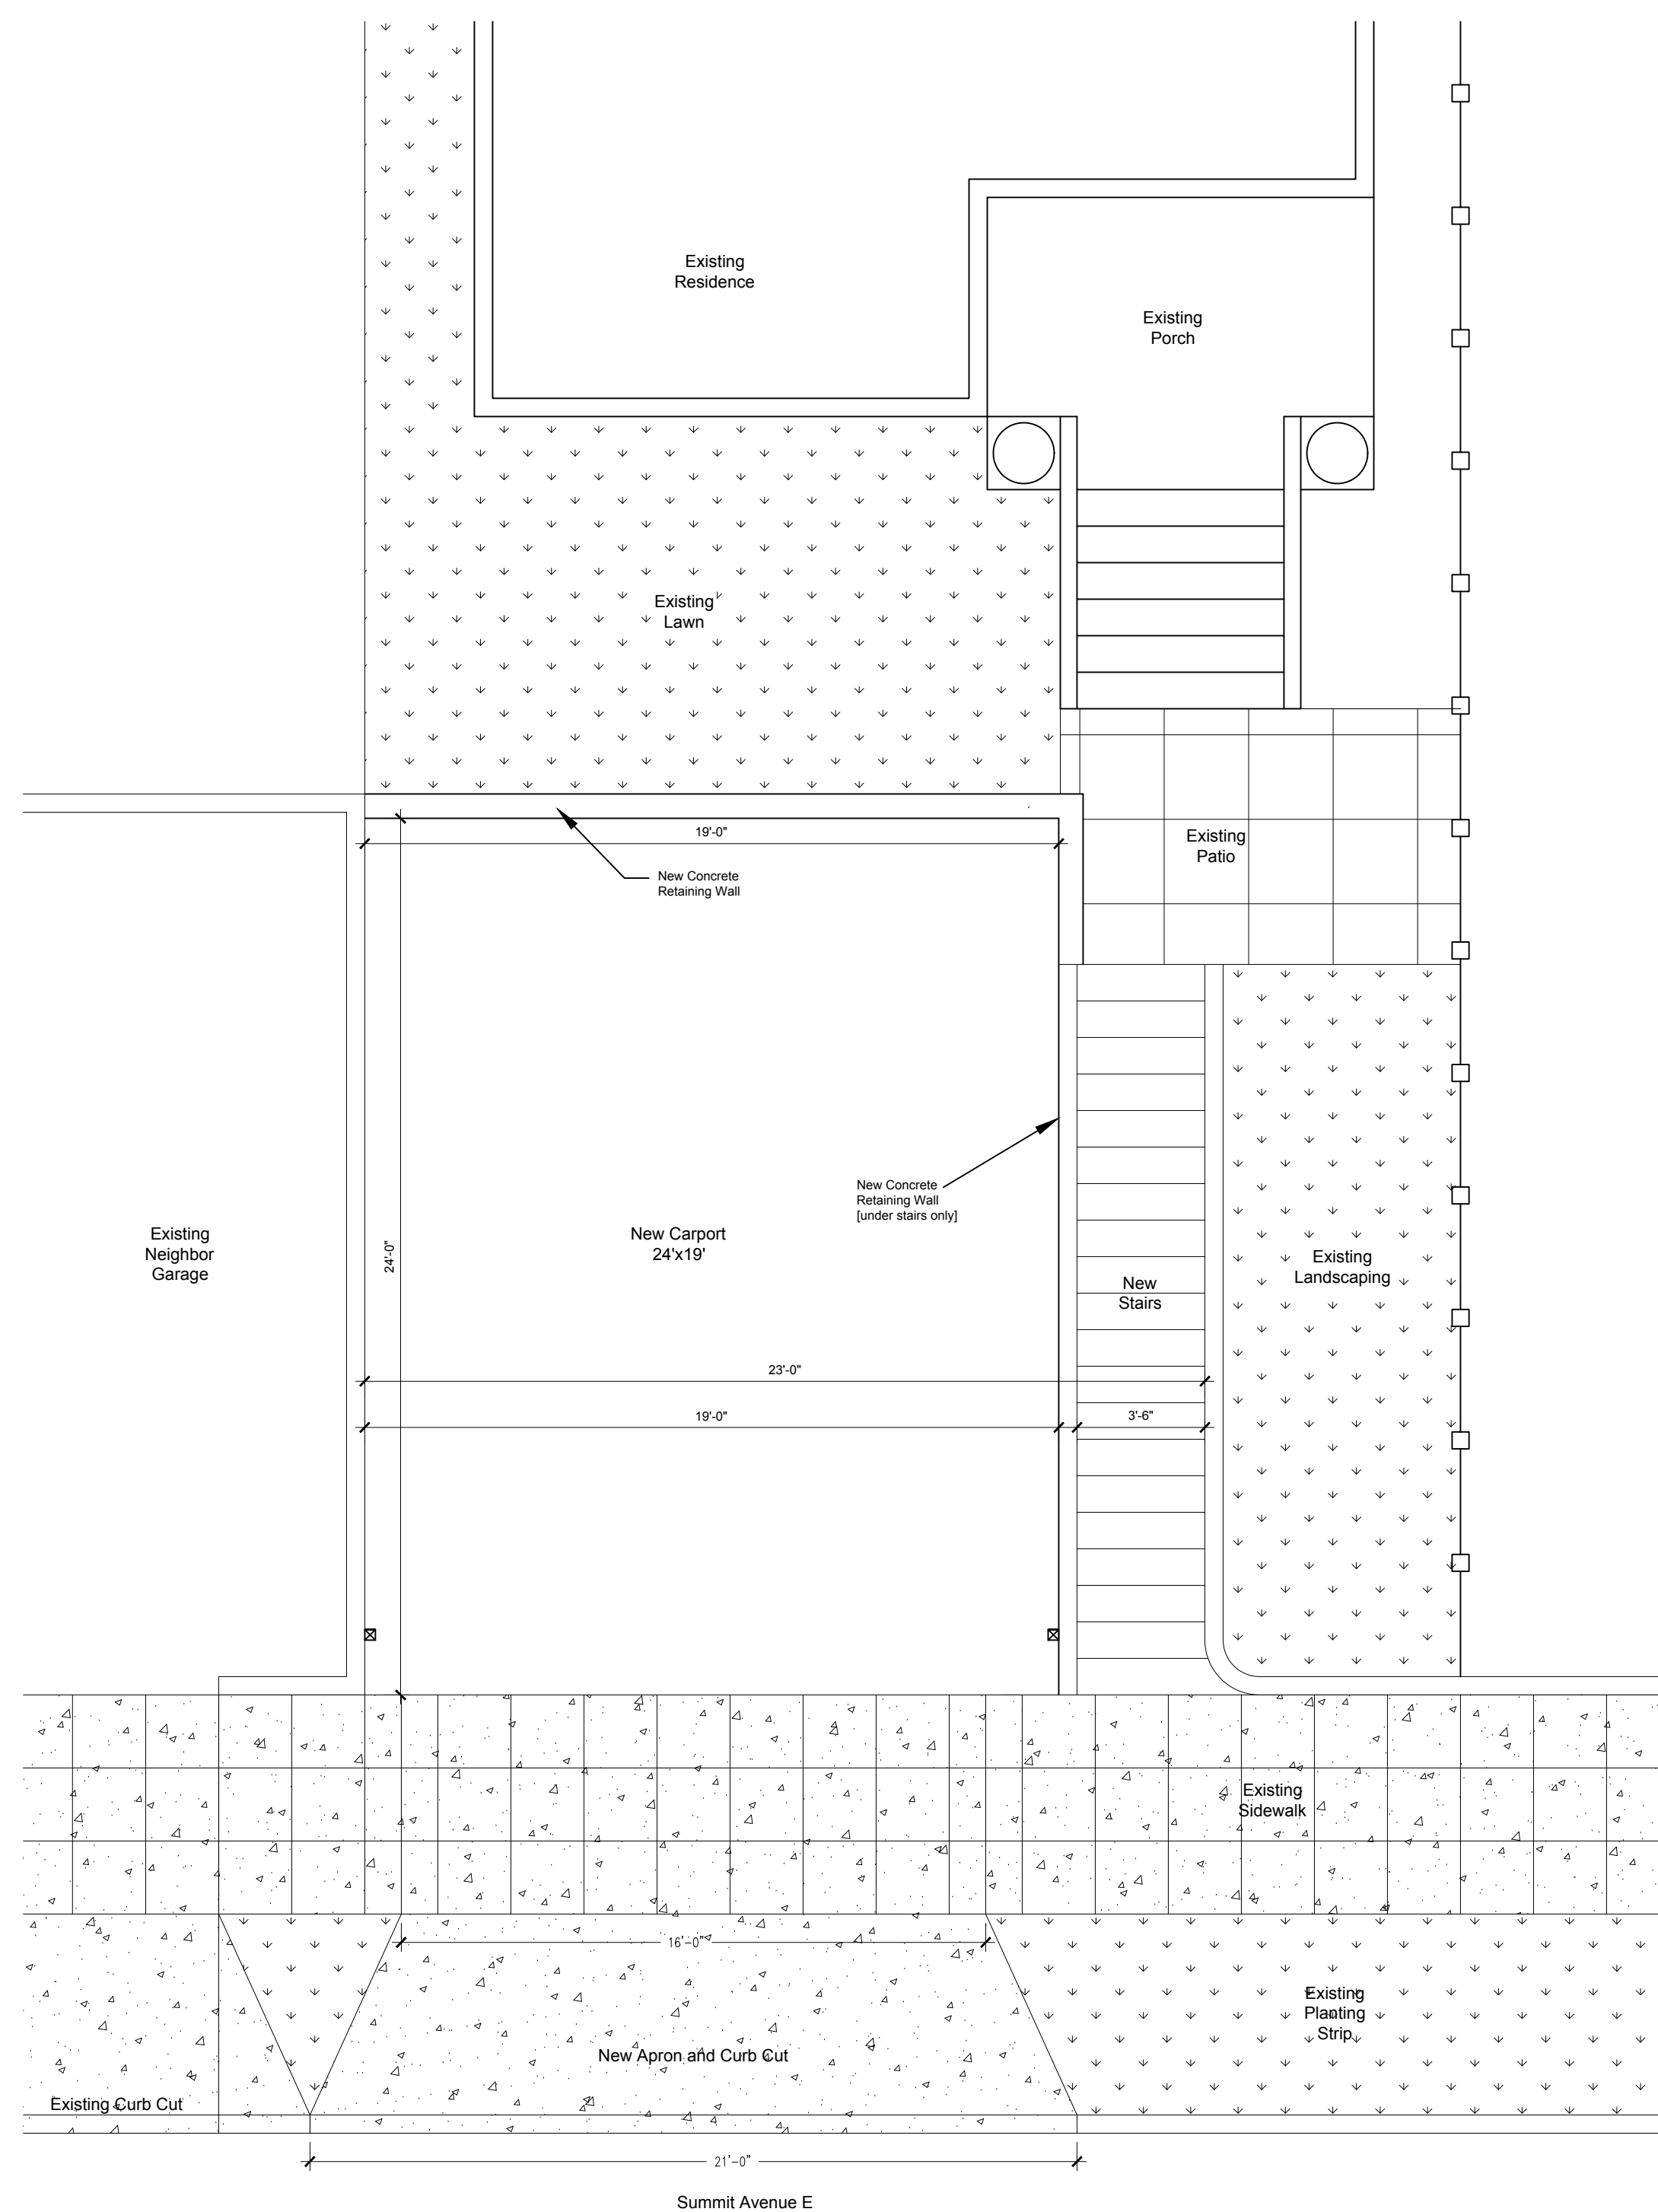 Existing
Residence
Existing
Porch
Existing
Lawn
19'-0"
Existing
Patio
New Concrete
Retaining Wall
New Concrete
Retaining Wall
[under stairs only]
Existing
Neighbor
Garage
24'-0"
New Carport
24'x19'
Existing
Landscaping
New
Stairs
23'-0"
19'-0"
3'-6"
Existing
Sidewalk
16'-0"
Existing
Planting
Strip
New Apron and Curb Cut
Existing Curb Cut
21'-0"
Summit Avenue E